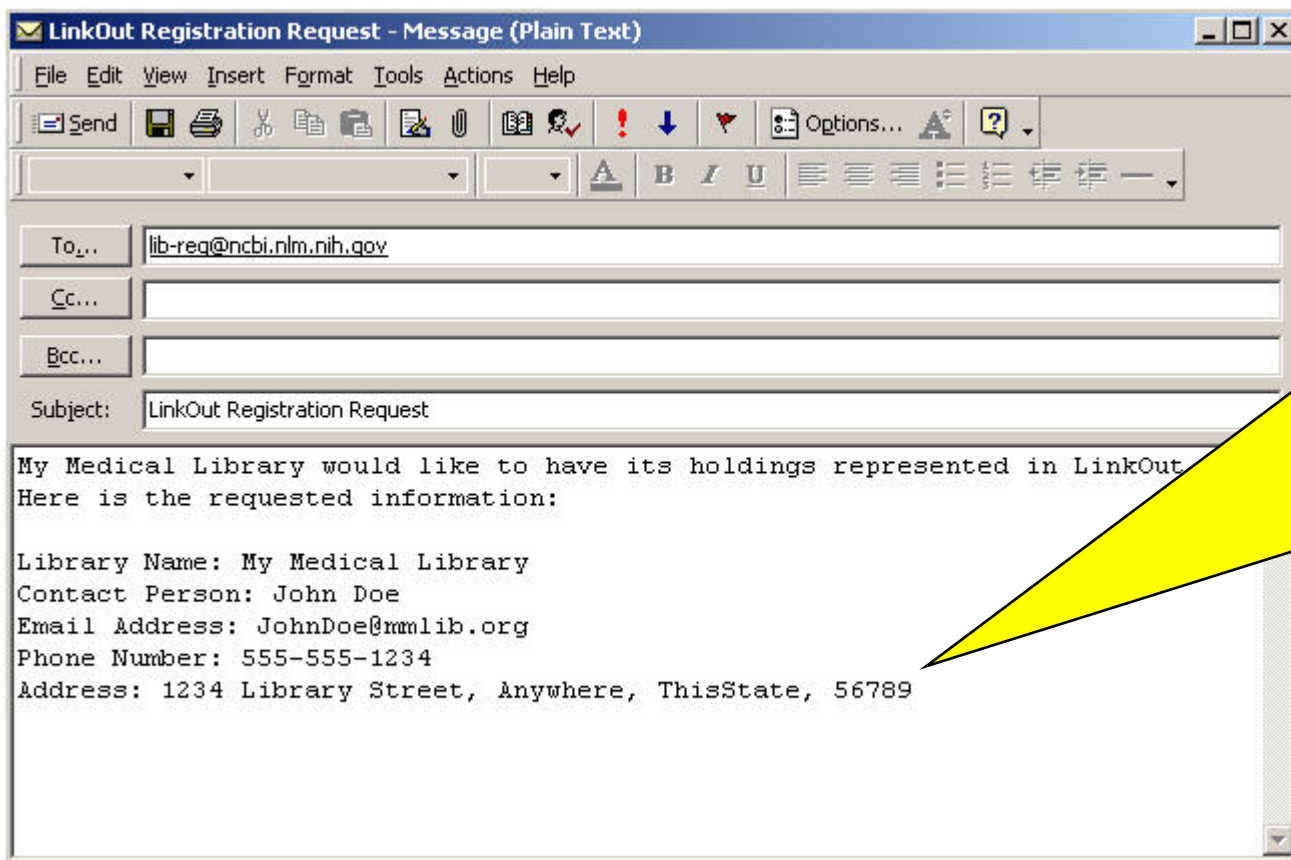 LinkOut Registration Request - Message (Plain Text)
File Edit View Insert Format Tools Actions Help
Send Options...
To... lib-req@ncbi.nlm.nih.gov
Cc...
Bcc...
Subject: LinkOut Registration Request
My Medical Library would like to have its holdings represented in LinkOut
Here is the requested information:
Library Name: My Medical Library
Contact Person: John Doe
Email Address: JohnDoe@mmlib.org
Phone Number: 555-555-1234
Address: 1234 Library Street, Anywhere, ThisState, 56789